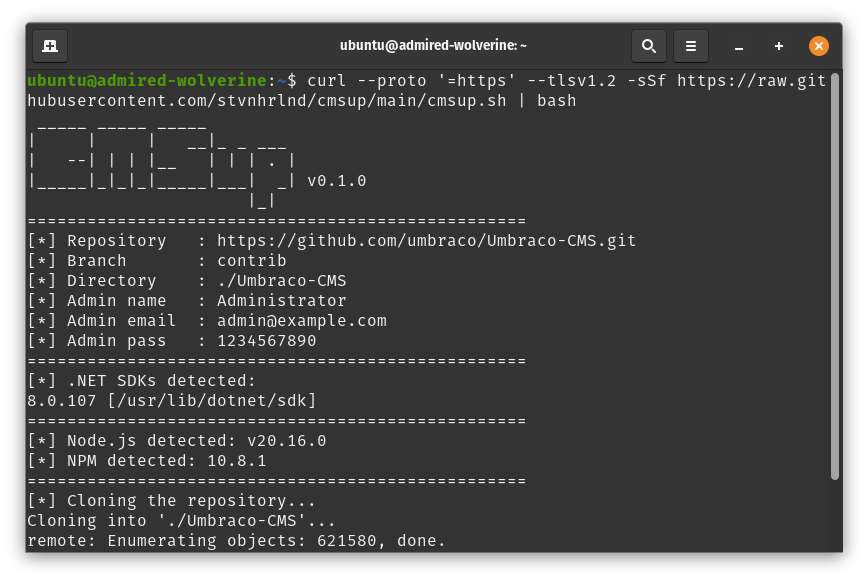 ubuntu@admired-wolverine: ~
ubuntu@admired-wolverine:~$ curl --proto '=https' --tlsv1.2 -sSf https://raw.git
hubusercontent.com/stvnhrlnd/cmsup/main/cmsup.sh | bash
 _____ _____ _____
|     |     |   __|_ _ ___
|   --| | | |__   | | | . |
|_____|_|_|_|_____|___|  _| v0.1.0
                      |_|
==================================================
[*] Repository   : https://github.com/umbraco/Umbraco-CMS.git
[*] Branch       : contrib
[*] Directory    : ./Umbraco-CMS
[*] Admin name   : Administrator
[*] Admin email  : admin@example.com
[*] Admin pass   : 1234567890
==================================================
[*] .NET SDKs detected:
8.0.107 [/usr/lib/dotnet/sdk]
==================================================
[*] Node.js detected: v20.16.0
[*] NPM detected: 10.8.1
==================================================
[*] Cloning the repository...
Cloning into './Umbraco-CMS'...
remote: Enumerating objects: 621580, done.